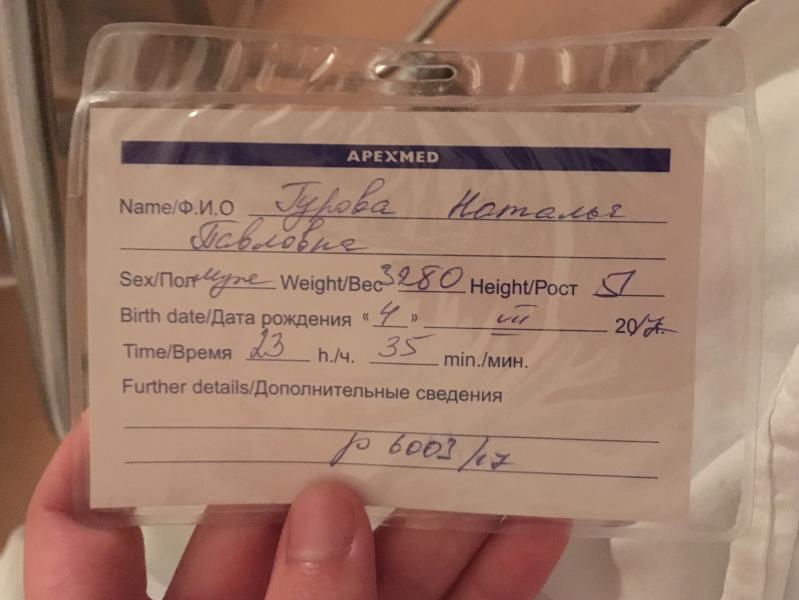 APEXMED
Name/Ф.И.О Гурова Наталья
Павловна
Sex/Пол муж Weight/Вес 3280 Height/Рост 51
Birth date/Дата рождения «4» VII 2017.
Time/Время 23 h./ч. 35 min./мин.
Further details/Дополнительные сведения
р 6003/17